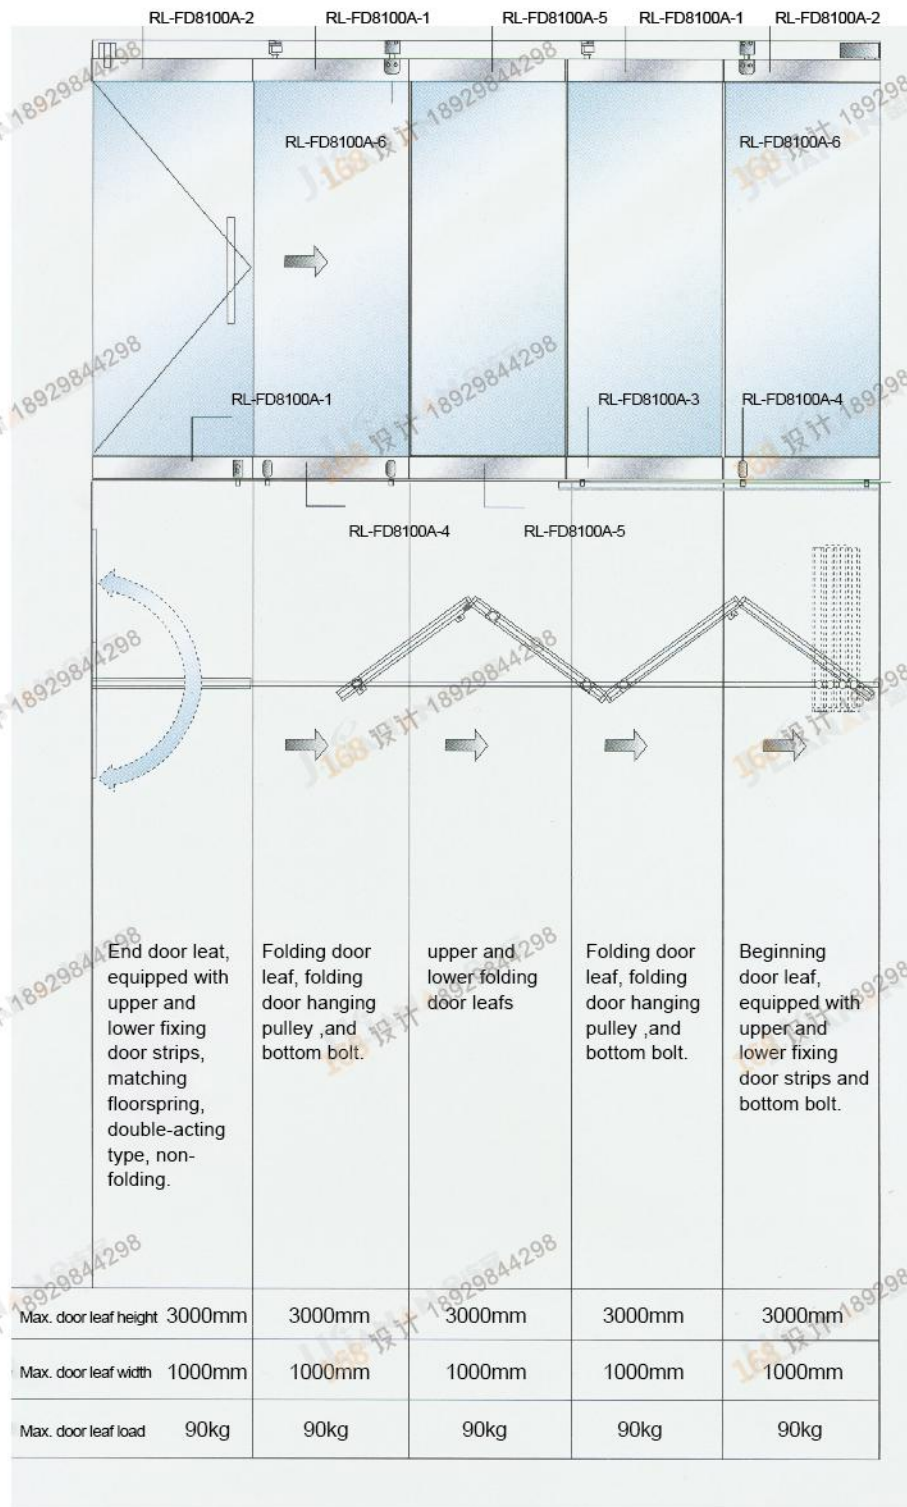 RL-FD8100A-2 RL-FD8100A-1 RL-FD8100A-5 RL-FD8100A-1 RL-FD8100A-2
RL-FD8100A-6 RL-FD8100A-6
RL-FD8100A-1 RL-FD8100A-3 RL-FD8100A-4
RL-FD8100A-4 RL-FD8100A-5
End door leat,
equipped with
upper and
lower fixing
door strips,
matching
floorspring,
double-acting
type, non-
folding.
Folding door
leaf, folding
door hanging
pulley ,and
bottom bolt.
upper and
lower folding
door leafs
Folding door
leaf, folding
door hanging
pulley ,and
bottom bolt.
Beginning
door leaf,
equipped with
upper and
lower fixing
door strips and
bottom bolt.
Max. door leaf height 3000mm 3000mm 3000mm 3000mm 3000mm
Max. door leaf width 1000mm 1000mm 1000mm 1000mm 1000mm
Max. door leaf load 90kg 90kg 90kg 90kg 90kg
168 设计 18929844298